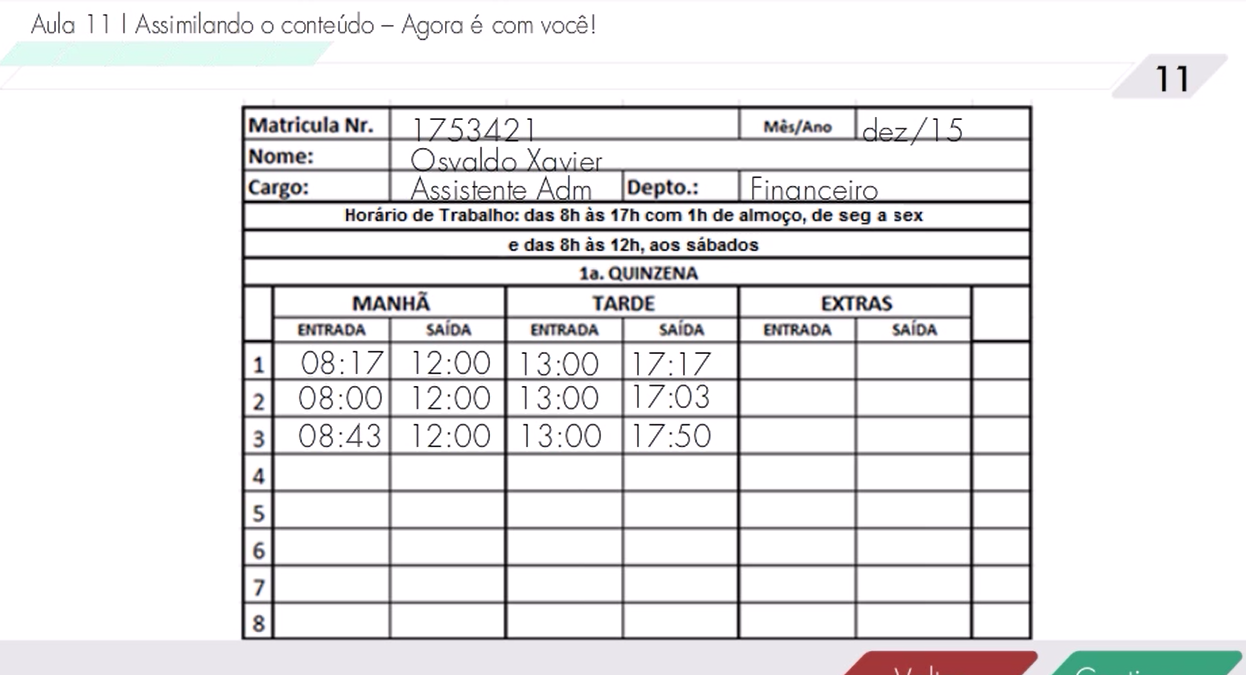 Aula 11 | Assimilando o conteúdo – Agora é com você!
11
Matricula Nr. 1753421 Mês/Ano dez/15
Nome: Osvaldo Xavier
Cargo: Assistente Adm Depto.: Financeiro
Horário de Trabalho: das 8h às 17h com 1h de almoço, de seg a sex
e das 8h às 12h, aos sábados
1a. QUINZENA
MANHÃ TARDE EXTRAS
ENTRADA SAÍDA ENTRADA SAÍDA ENTRADA SAÍDA
1 08:17 12:00 13:00 17:17
2 08:00 12:00 13:00 17:03
3 08:43 12:00 13:00 17:50
4
5
6
7
8